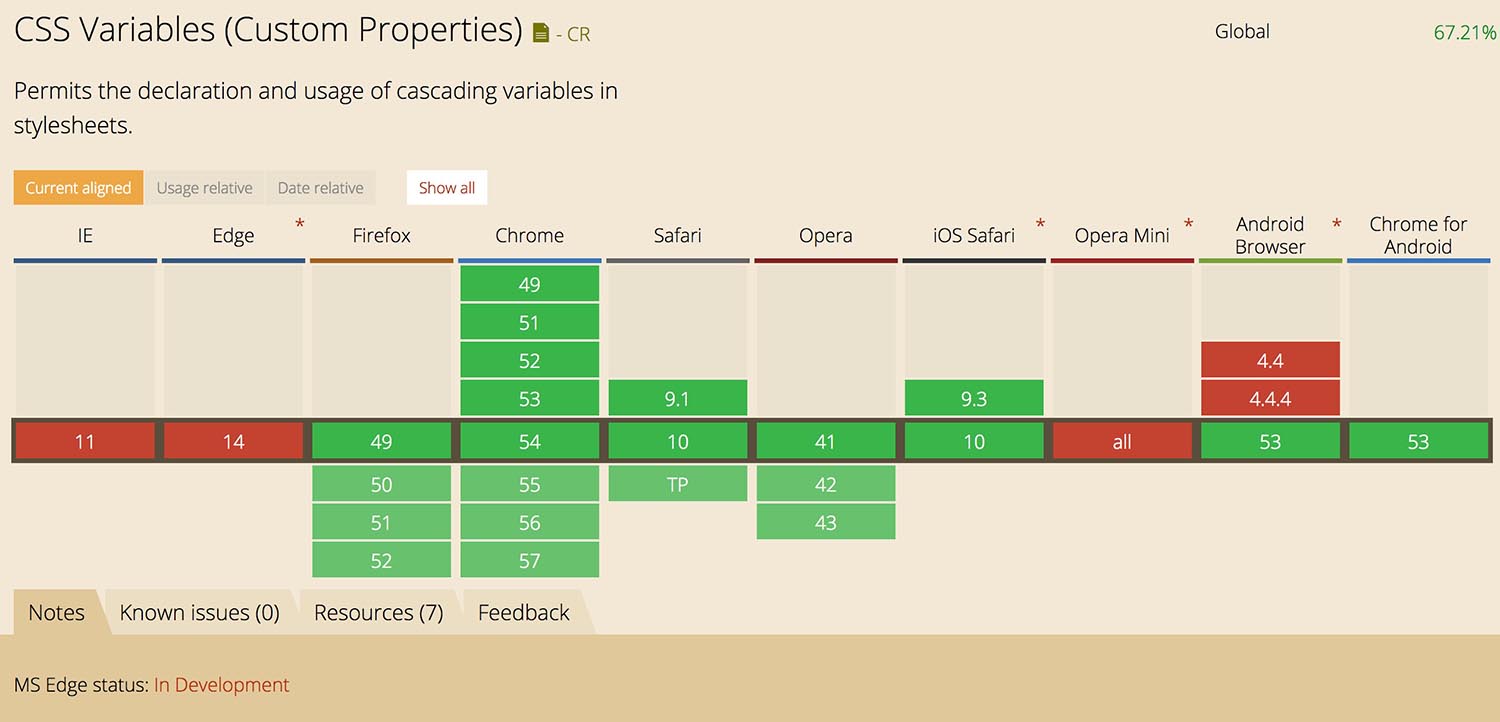 CSS Variables (Custom Properties) - CR
Global 67.21%
Permits the declaration and usage of cascading variables in
stylesheets.
Current aligned Usage relative Date relative Show all
IE Edge * Firefox Chrome Safari Opera iOS Safari * Opera Mini * Android Browser * Chrome for Android
49
51
52 4.4
53 9.1 9.3 4.4.4
11 14 49 54 10 41 10 all 53 53
50 55 TP 42
51 56 43
52 57
Notes Known issues (0) Resources (7) Feedback
MS Edge status: In Development